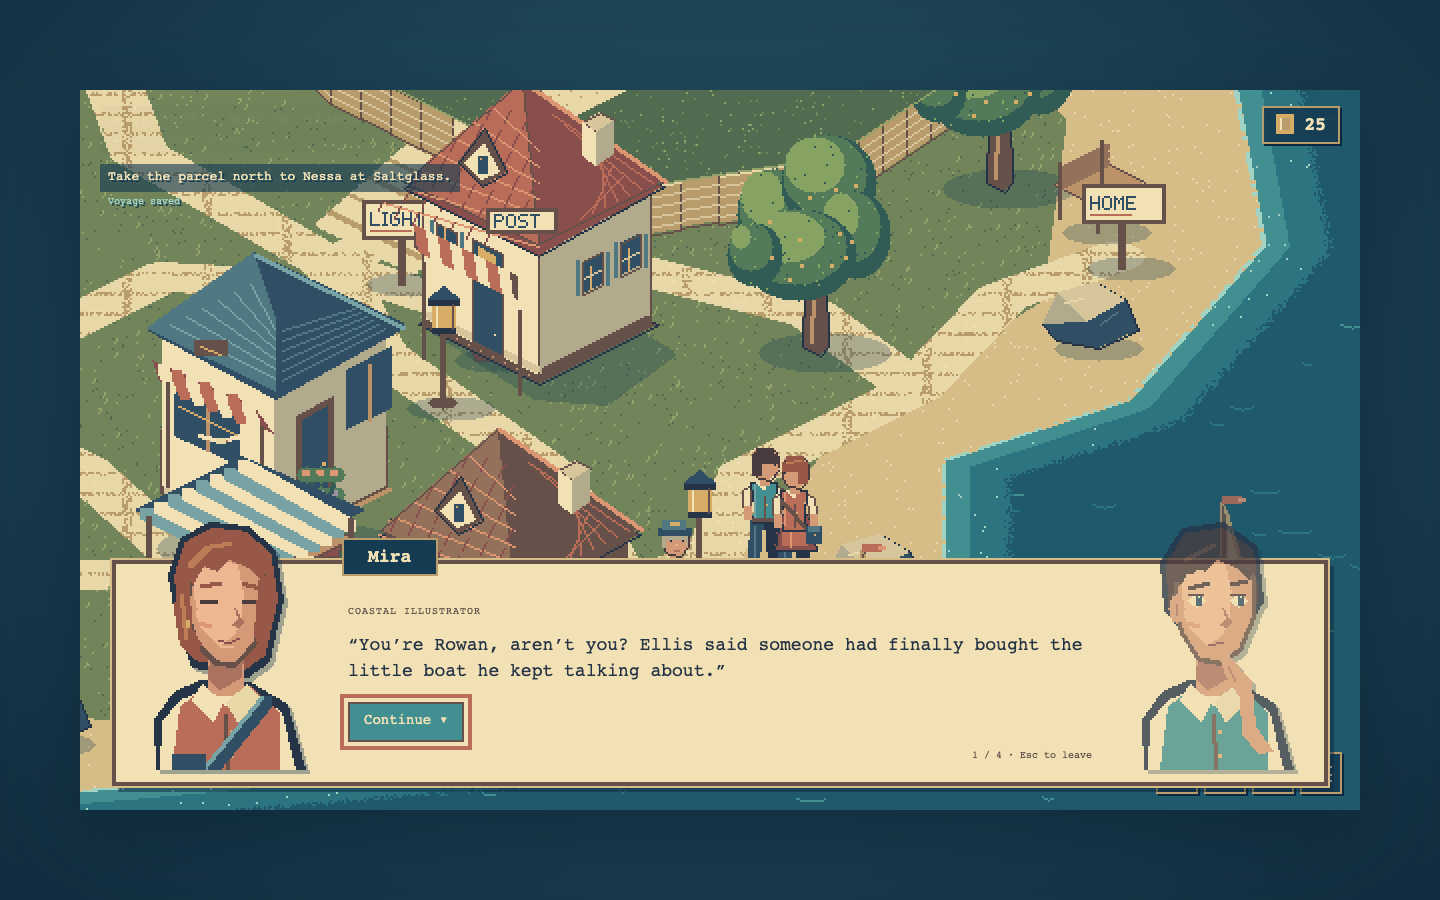 25
Take the parcel north to Nessa at Saltglass.
Voyage saved
HOME
POST
Mira
COASTAL ILLUSTRATOR
“You’re Rowan, aren’t you? Ellis said someone had finally bought the
little boat he kept talking about.”
Continue ▾
1 / 4 · Esc to leave